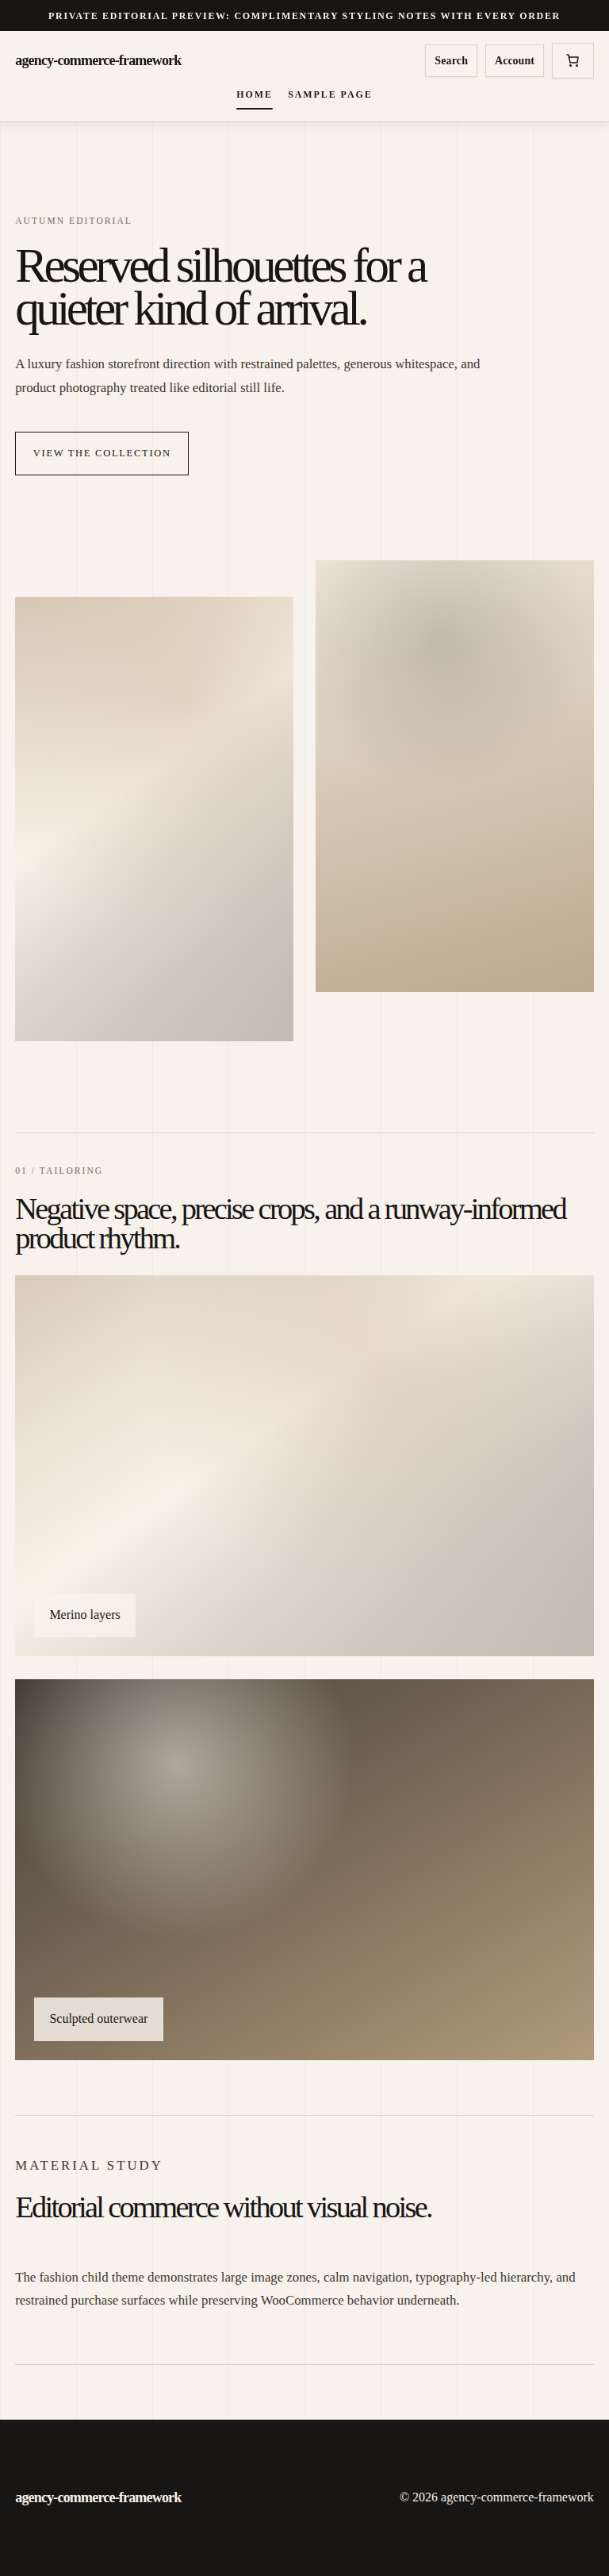 PRIVATE EDITORIAL PREVIEW: COMPLIMENTARY STYLING NOTES WITH EVERY ORDER
agency-commerce-framework
Search
Account
HOME
SAMPLE PAGE
AUTUMN EDITORIAL
Reserved silhouettes for a
quieter kind of arrival.
A luxury fashion storefront direction with restrained palettes, generous whitespace, and
product photography treated like editorial still life.
VIEW THE COLLECTION
01 / TAILORING
Negative space, precise crops, and a runway-informed
product rhythm.
Merino layers
Sculpted outerwear
MATERIAL STUDY
Editorial commerce without visual noise.
The fashion child theme demonstrates large image zones, calm navigation, typography-led hierarchy, and
restrained purchase surfaces while preserving WooCommerce behavior underneath.
agency-commerce-framework
© 2026 agency-commerce-framework